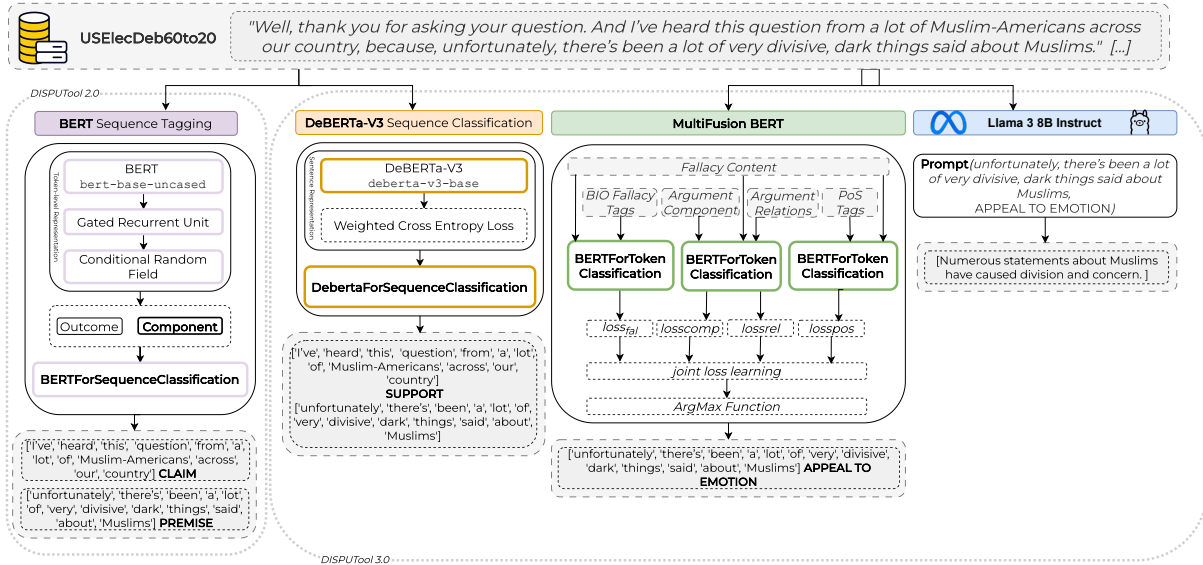 USElecDeb60to20
"Well, thank you for asking your question. And I've heard this question from a lot of Muslim-Americans across
our country, because, unfortunately, there's been a lot of very divisive, dark things said about Muslims." [...]
DISPUTool 2.0
BERT Sequence Tagging
Token-level Representation
BERT
bert-base-uncased
Gated Recurrent Unit
Conditional Random
Field
Outcome
Component
BERTForSequenceClassification
['I've', 'heard', 'this', 'question', 'from', 'a',
'lot', 'of', 'Muslim-Americans', 'across',
'our', 'country'] CLAIM
['unfortunately', 'there's', 'been', 'a', 'lot',
'of', 'very', 'divisive', 'dark', 'things', 'said',
'about', 'Muslims'] PREMISE
DeBERTa-V3 Sequence Classification
Sentence Representation
DeBERTa-V3
deberta-v3-base
Weighted Cross Entropy Loss
DebertaForSequenceClassification
['I've', 'heard', 'this', 'question', 'from', 'a', 'lot',
'of', 'Muslim-Americans', 'across', 'our',
'country']
SUPPORT
['unfortunately', 'there's', 'been', 'a', 'lot', 'of',
'very', 'divisive', 'dark', 'things', 'said', 'about',
'Muslims']
MultiFusion BERT
Fallacy Content
BIO Fallacy
Tags
Argument
Component
Argument
Relations
PoS
Tags
BERTForToken
Classification
BERTForToken
Classification
BERTForToken
Classification
loss_fal
losscomp
lossrel
losspos
joint loss learning
ArgMax Function
['unfortunately', 'there's', 'been', 'a', 'lot', 'of', 'very', 'divisive',
'dark', 'things', 'said', 'about', 'Muslims'] APPEAL TO
EMOTION
Llama 3 8B Instruct
Prompt(unfortunately, there's been a lot
of very divisive, dark things said about
Muslims,
APPEAL TO EMOTION)
[Numerous statements about Muslims
have caused division and concern. ]
DISPUTool 3.0